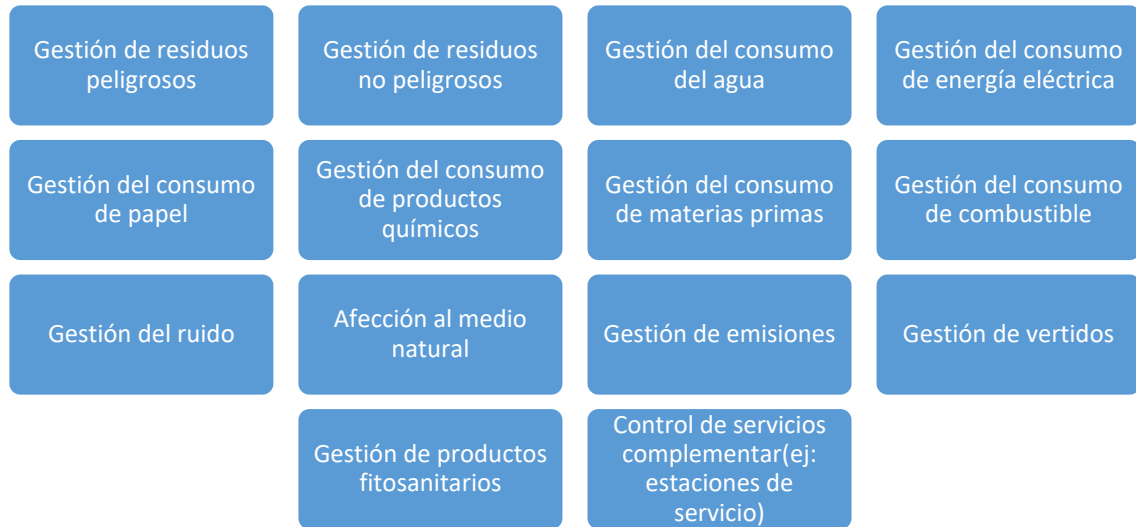 Gestión de residuos
peligrosos
Gestión de residuos
no peligrosos
Gestión del consumo
del agua
Gestión del consumo
de energía eléctrica
Gestión del consumo
de papel
Gestión del consumo
de productos
químicos
Gestión del consumo
de materias primas
Gestión del consumo
de combustible
Gestión del ruido
Afección al medio
natural
Gestión de emisiones
Gestión de vertidos
Gestión de productos
fitosanitarios
Control de servicios
complementar(ej:
estaciones de
servicio)